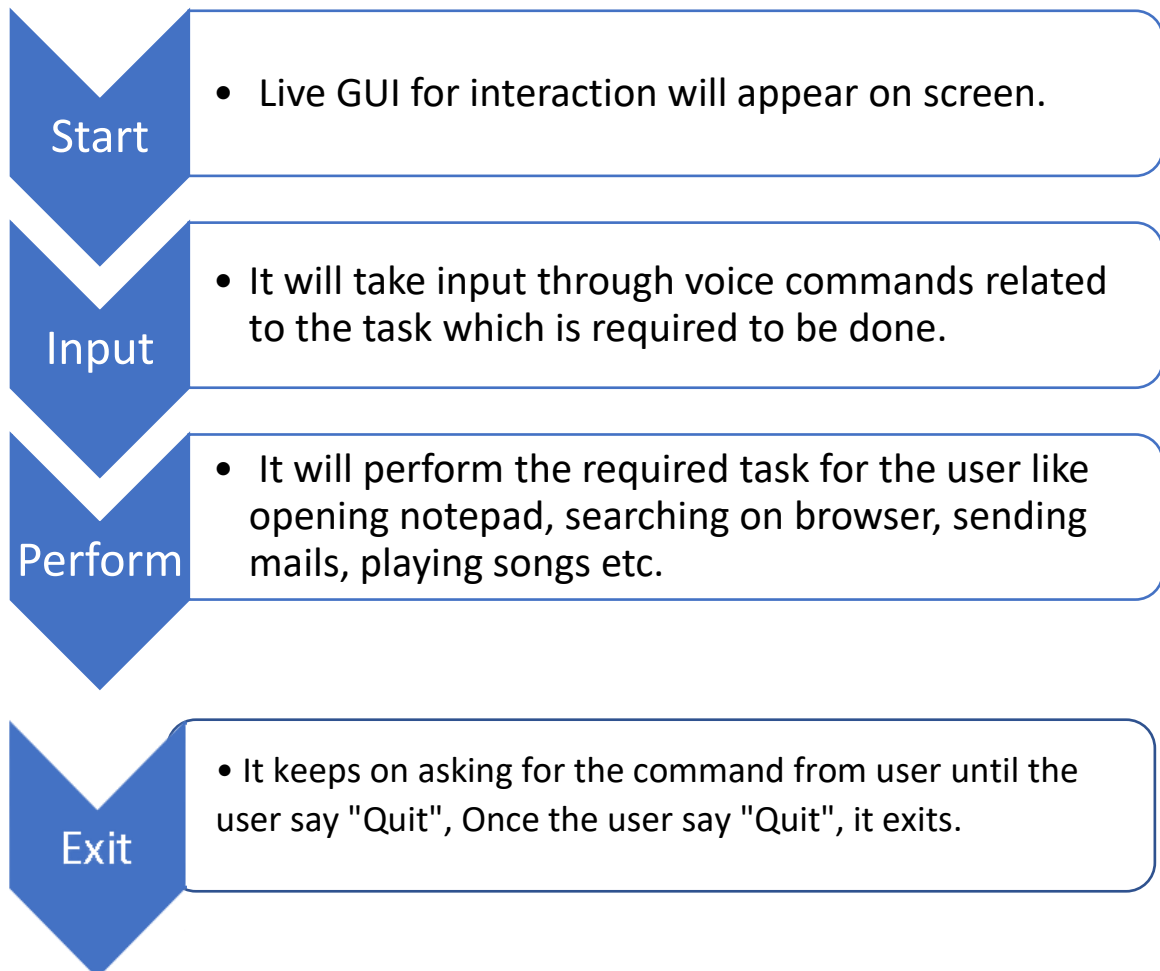 Start
• Live GUI for interaction will appear on screen.
Input
• It will take input through voice commands related
to the task which is required to be done.
Perform
• It will perform the required task for the user like
opening notepad, searching on browser, sending
mails, playing songs etc.
Exit
• It keeps on asking for the command from user until the
user say "Quit", Once the user say "Quit", it exits.